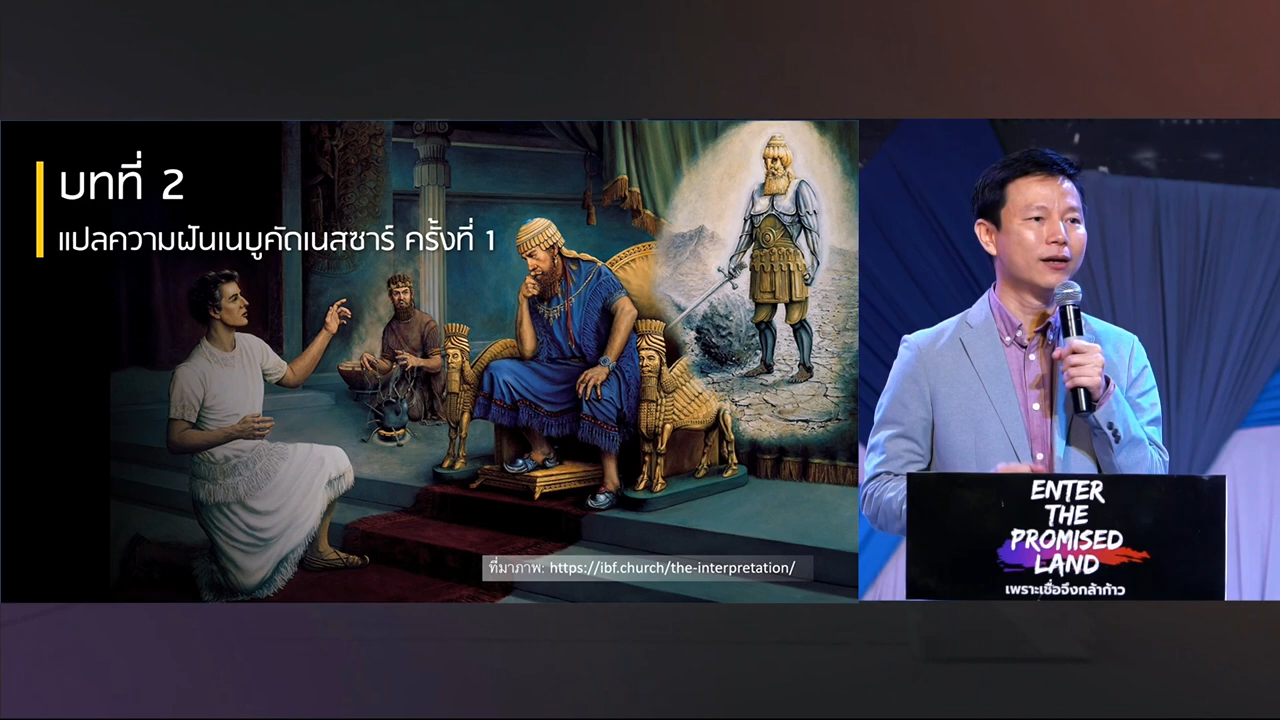 บทที่ 2
แปลความฝันเนบูคัดเนสซาร์ ครั้งที่ 1
ที่มาภาพ: https://ibf.church/the-interpretation/
ENTER
THE
PROMISED
LAND
เพราะเชื่อจึงกล้าก้าว